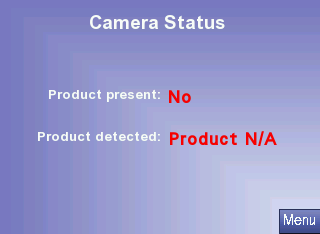 Camera Status
Product present: No
Product detected: Product N/A
Menu